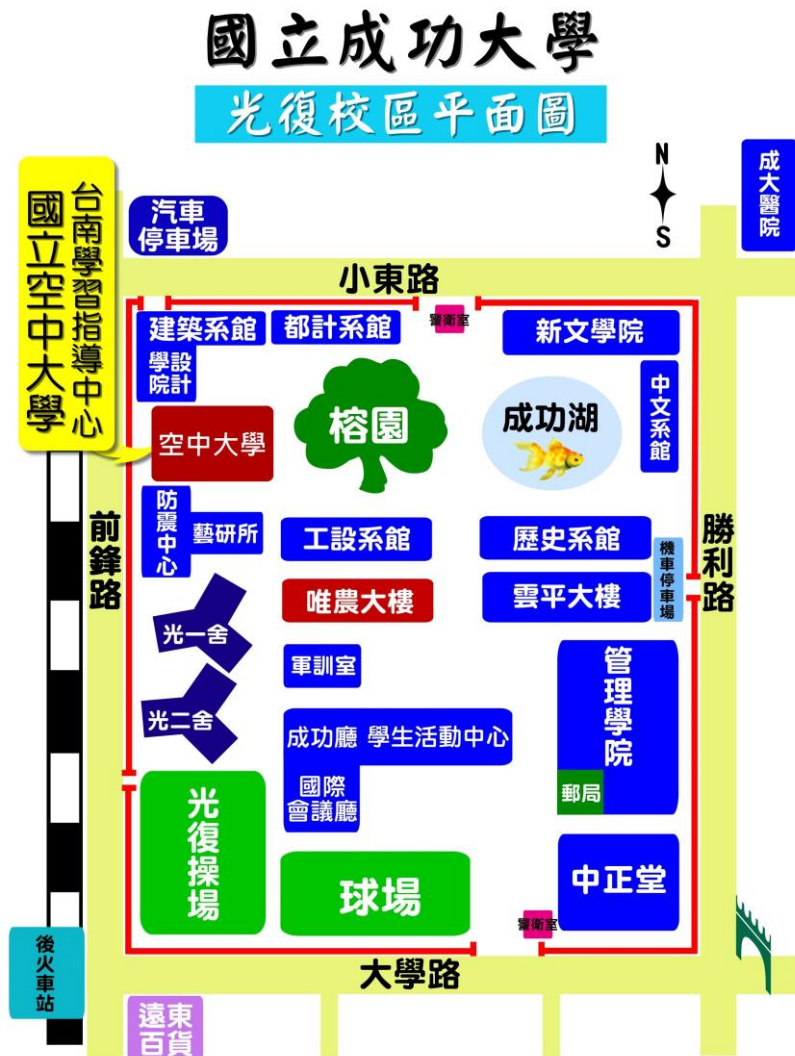 國立成功大學
光復校區平面圖
N
S
成大醫院
台南學習指導中心
國立空中大學
汽車
停車場
小東路
警衛室
建築系館
都計系館
新文學院
學設
院計
中文系館
榕園
成功湖
空中大學
防震中心
藝研所
工設系館
歷史系館
機車停車場
前鋒路
勝利路
唯農大樓
雲平大樓
光一舍
軍訓室
管理學院
光二舍
成功廳 學生活動中心
國際
會議廳
郵局
光復操場
球場
中正堂
警衛室
後火車站
大學路
遠東
百貨